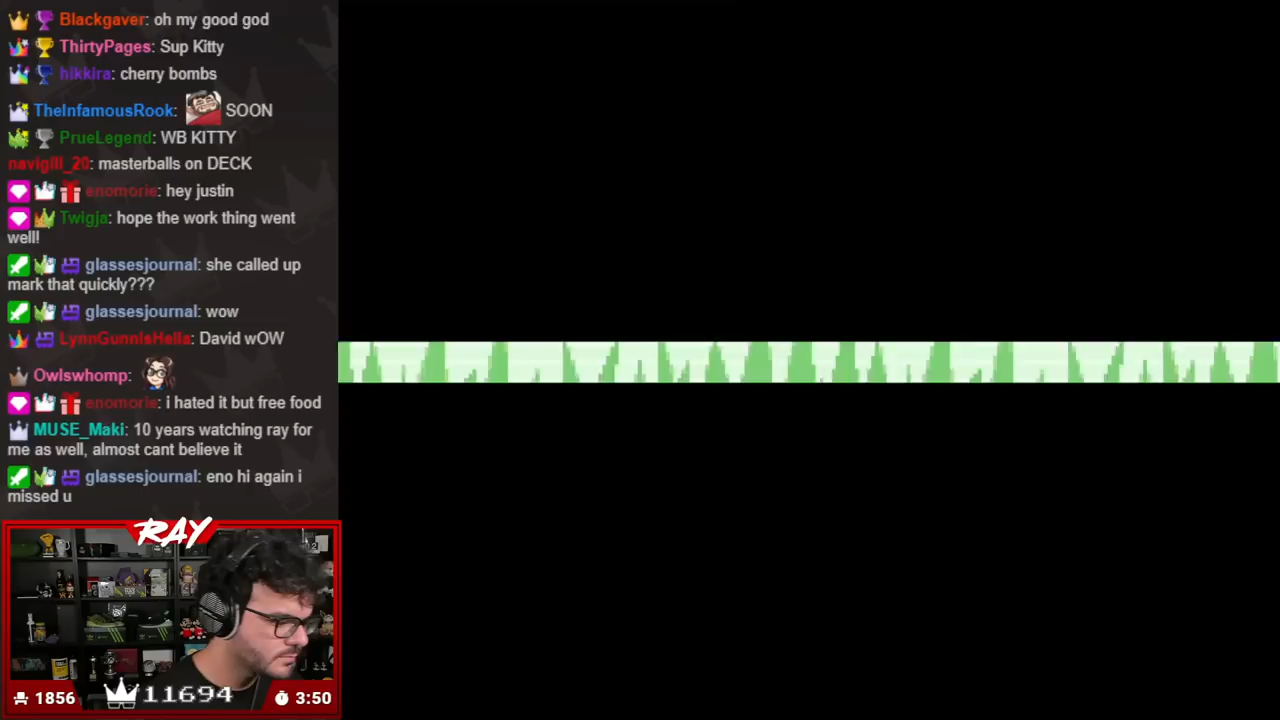 Blackgaver: oh my good god
ThirtyPages: Sup Kitty
hikkira: cherry bombs
TheInfamousRook: SOON
PrueLegend: WB KITTY
navigili_20: masterballs on DECK
enomorie: hey justin
Twigja: hope the work thing went
well!
glassesjournal: she called up
mark that quickly???
glassesjournal: wow
LynnGunnIsHella: David wOW
Owlswhomp:
enomorie: i hated it but free food
MUSE_Maki: 10 years watching ray for
me as well, almost cant believe it
glassesjournal: eno hi again i
missed u
RAY
1856 11694 3:50